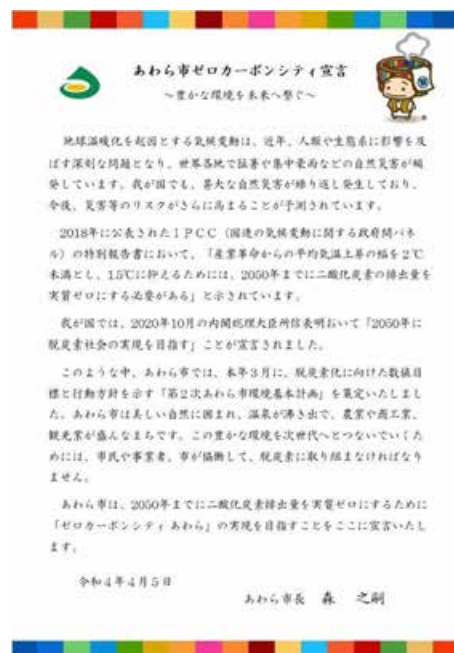 あわら市ゼロカーボンシティ宣言
～豊かな環境を未来へ繋ぐ～
地球温暖化を起因とする気候変動は、近年、人類や生態系に影響を及
ぼす深刻な問題となり、世界各地で猛暑や集中豪雨などの自然災害が頻
発しています。我が国でも、甚大な自然災害が繰り返し発生しており、
今後、災害等のリスクがさらに高まることが予測されています。
2018年に公表されたＩＰＣＣ（国連の気候変動に関する政府間パネ
ル）の特別報告書において、「産業革命からの平均気温上昇の幅を２℃
未満とし、1.5℃に抑えるためには、2050年までに二酸化炭素の排出量を
実質ゼロにする必要がある」と示されています。
我が国では、2020年10月の内閣総理大臣所信表明おいて「2050年に
脱炭素社会の実現を目指す」ことが宣言されました。
このような中、あわら市では、本年３月に、脱炭素化に向けた数値目
標と行動方針を示す「第２次あわら市環境基本計画」を策定いたしまし
た。あわら市は美しい自然に囲まれ、温泉が沸き出で、農業や商工業、
観光業が盛んなまちです。この豊かな環境を次世代へとつないでいくた
めには、市民や事業者、市が協働して、脱炭素に取り組まなければなり
ません。
あわら市は、2050年までに二酸化炭素排出量を実質ゼロにするために
「ゼロカーボンシティ あわら」の実現を目指すことをここに宣言いたし
ます。
令和４年４月５日
あわら市長　森　之嗣